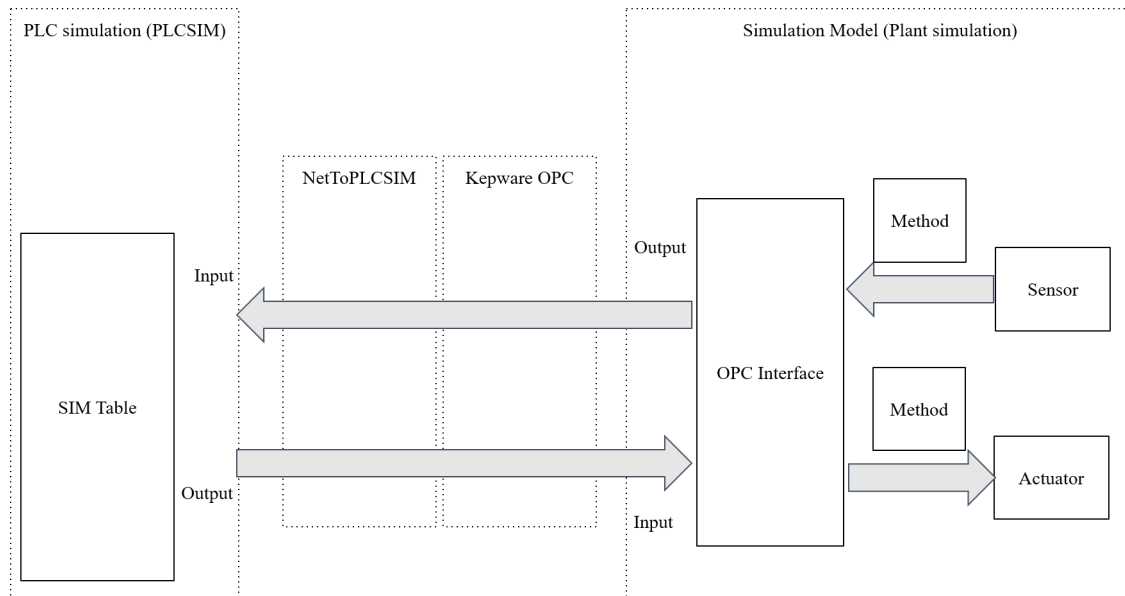 PLC simulation (PLCSIM)
Simulation Model (Plant simulation)
NetToPLCSIM
Kepware OPC
Method
Output
Input
Sensor
OPC Interface
SIM Table
Method
Output
Actuator
Input